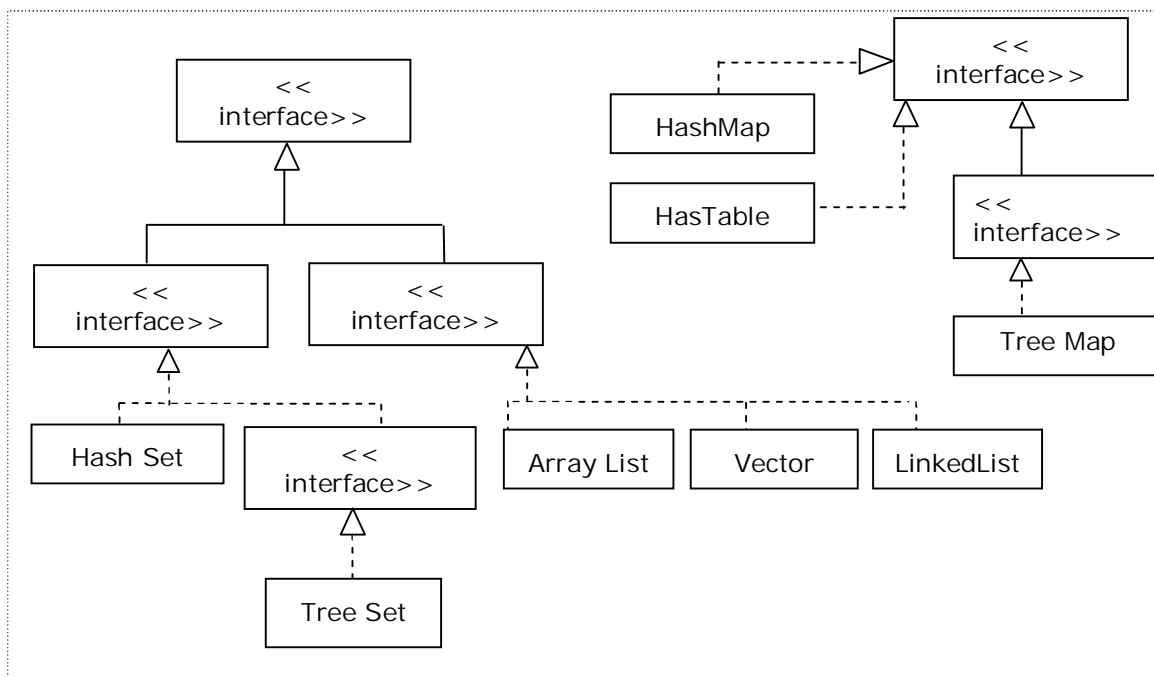 <<
interface>>
<<
interface>>
HashMap
HasTable
<<
interface>>
Tree Map
<<
interface>>
<<
interface>>
Hash Set
<<
interface>>
Array List
Vector
LinkedList
Tree Set